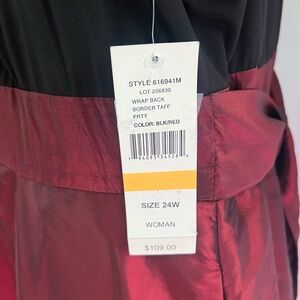 STYLE 616941M
LOT 206830
WRAP BACK
BORDER TAFF
PRTY
COLOR: BLK/RED
SIZE 24W
WOMAN
$109.00